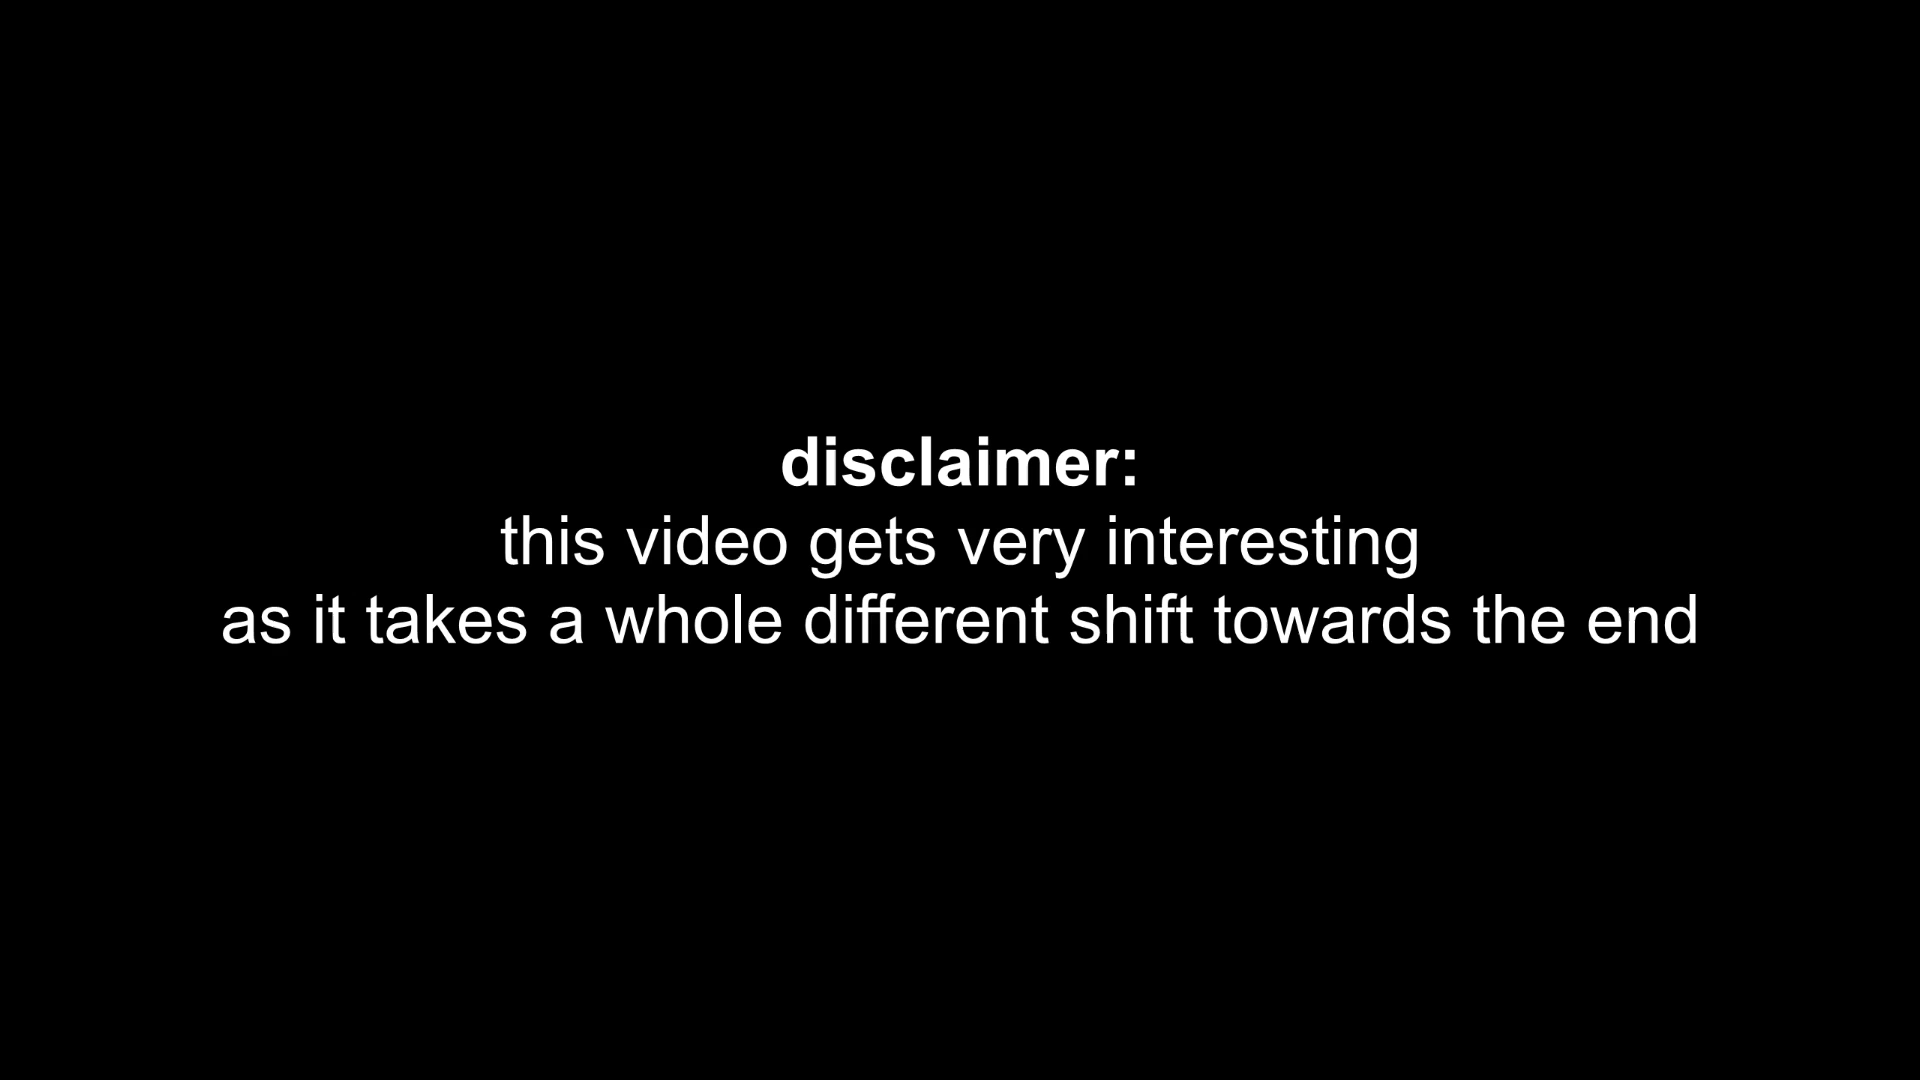 disclaimer:
this video gets very interesting
as it takes a whole different shift towards the end